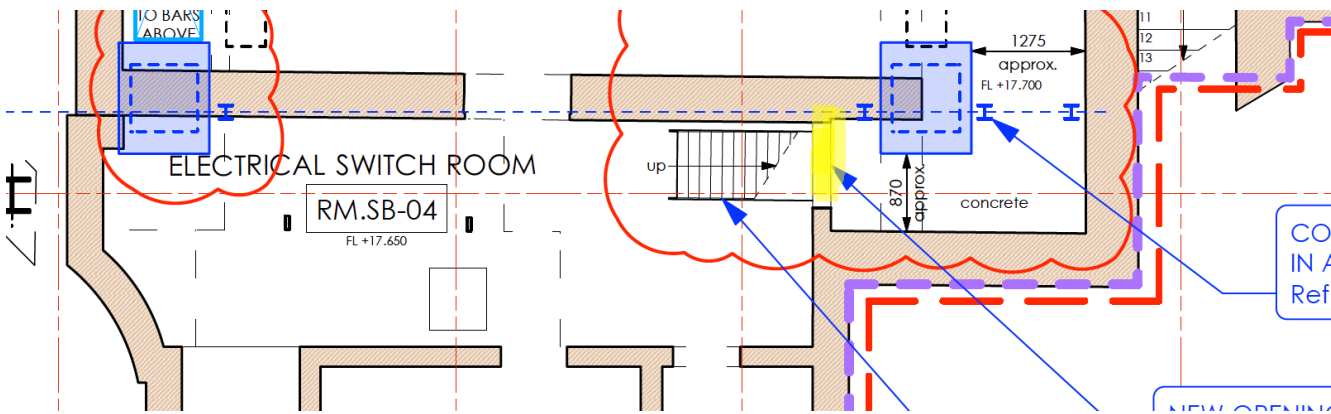 TO BARS
ABOVE
1275
approx.
FL +17.700
11
12
13
ELECTRICAL SWITCH ROOM
up
RM.SB-04
FL +17.650
870
approx.
concrete
CO
IN A
Ref
NEW OPENING